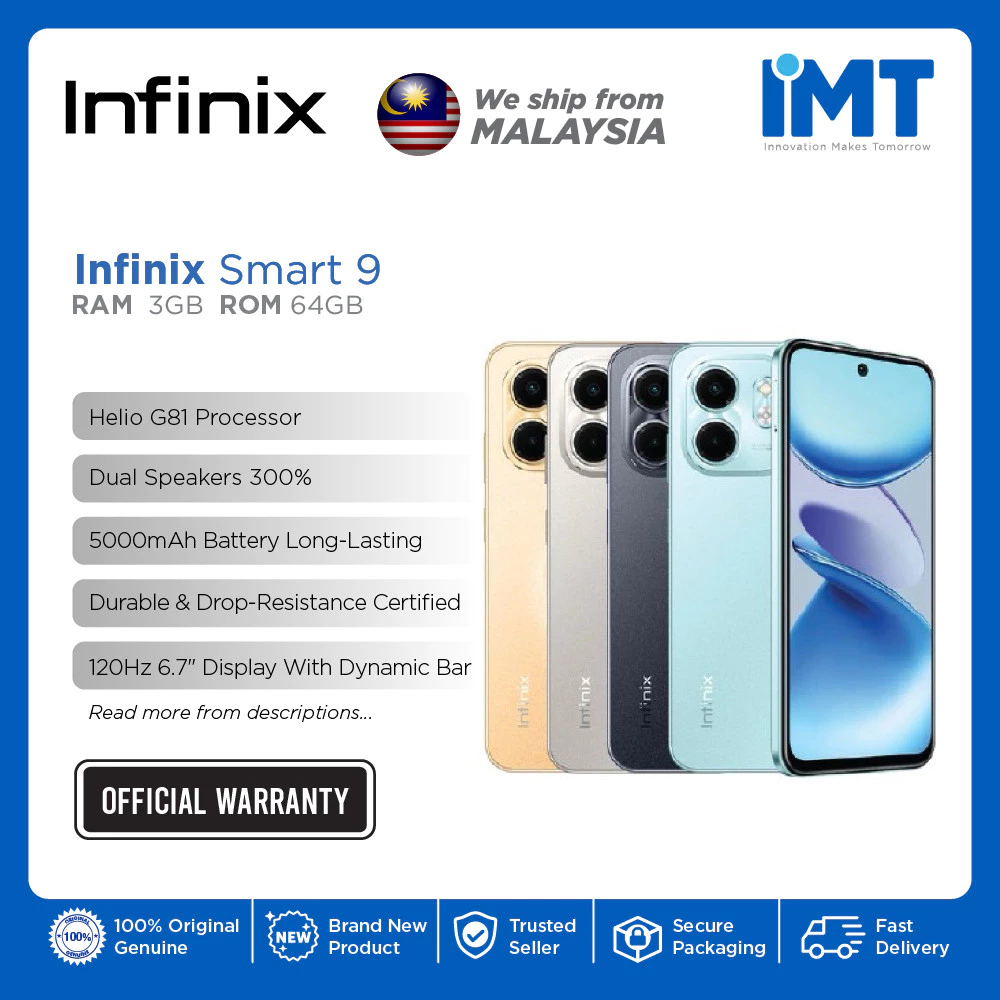 Infinix
We ship from
MALAYSIA
iMT
Innovation Makes Tomorrow
Infinix Smart 9
RAM 3GB ROM 64GB
Helio G81 Processor
Dual Speakers 300%
5000mAh Battery Long-Lasting
Durable & Drop-Resistance Certified
120Hz 6.7" Display With Dynamic Bar
Read more from descriptions...
OFFICIAL WARRANTY
Infinix
Infinix
Infinix
Infinix
ORIGINAL
100%
GENUINE
100% Original
Genuine
NEW
Brand New
Product
Trusted
Seller
Secure
Packaging
Fast
Delivery